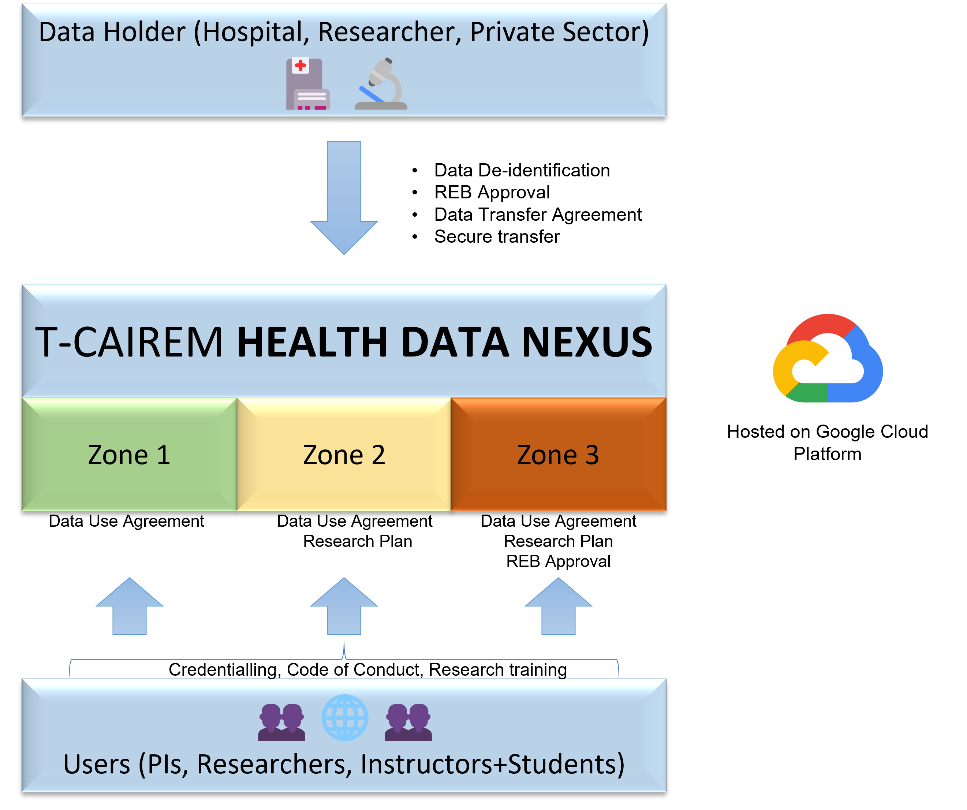 Data Holder (Hospital, Researcher, Private Sector)
• Data De-identification
• REB Approval
• Data Transfer Agreement
• Secure transfer
T-CAIREM HEALTH DATA NEXUS
Hosted on Google Cloud
Platform
Zone 1
Zone 2
Zone 3
Data Use Agreement
Data Use Agreement
Research Plan
Data Use Agreement
Research Plan
REB Approval
Credentialling, Code of Conduct, Research training
Users (PIs, Researchers, Instructors+Students)